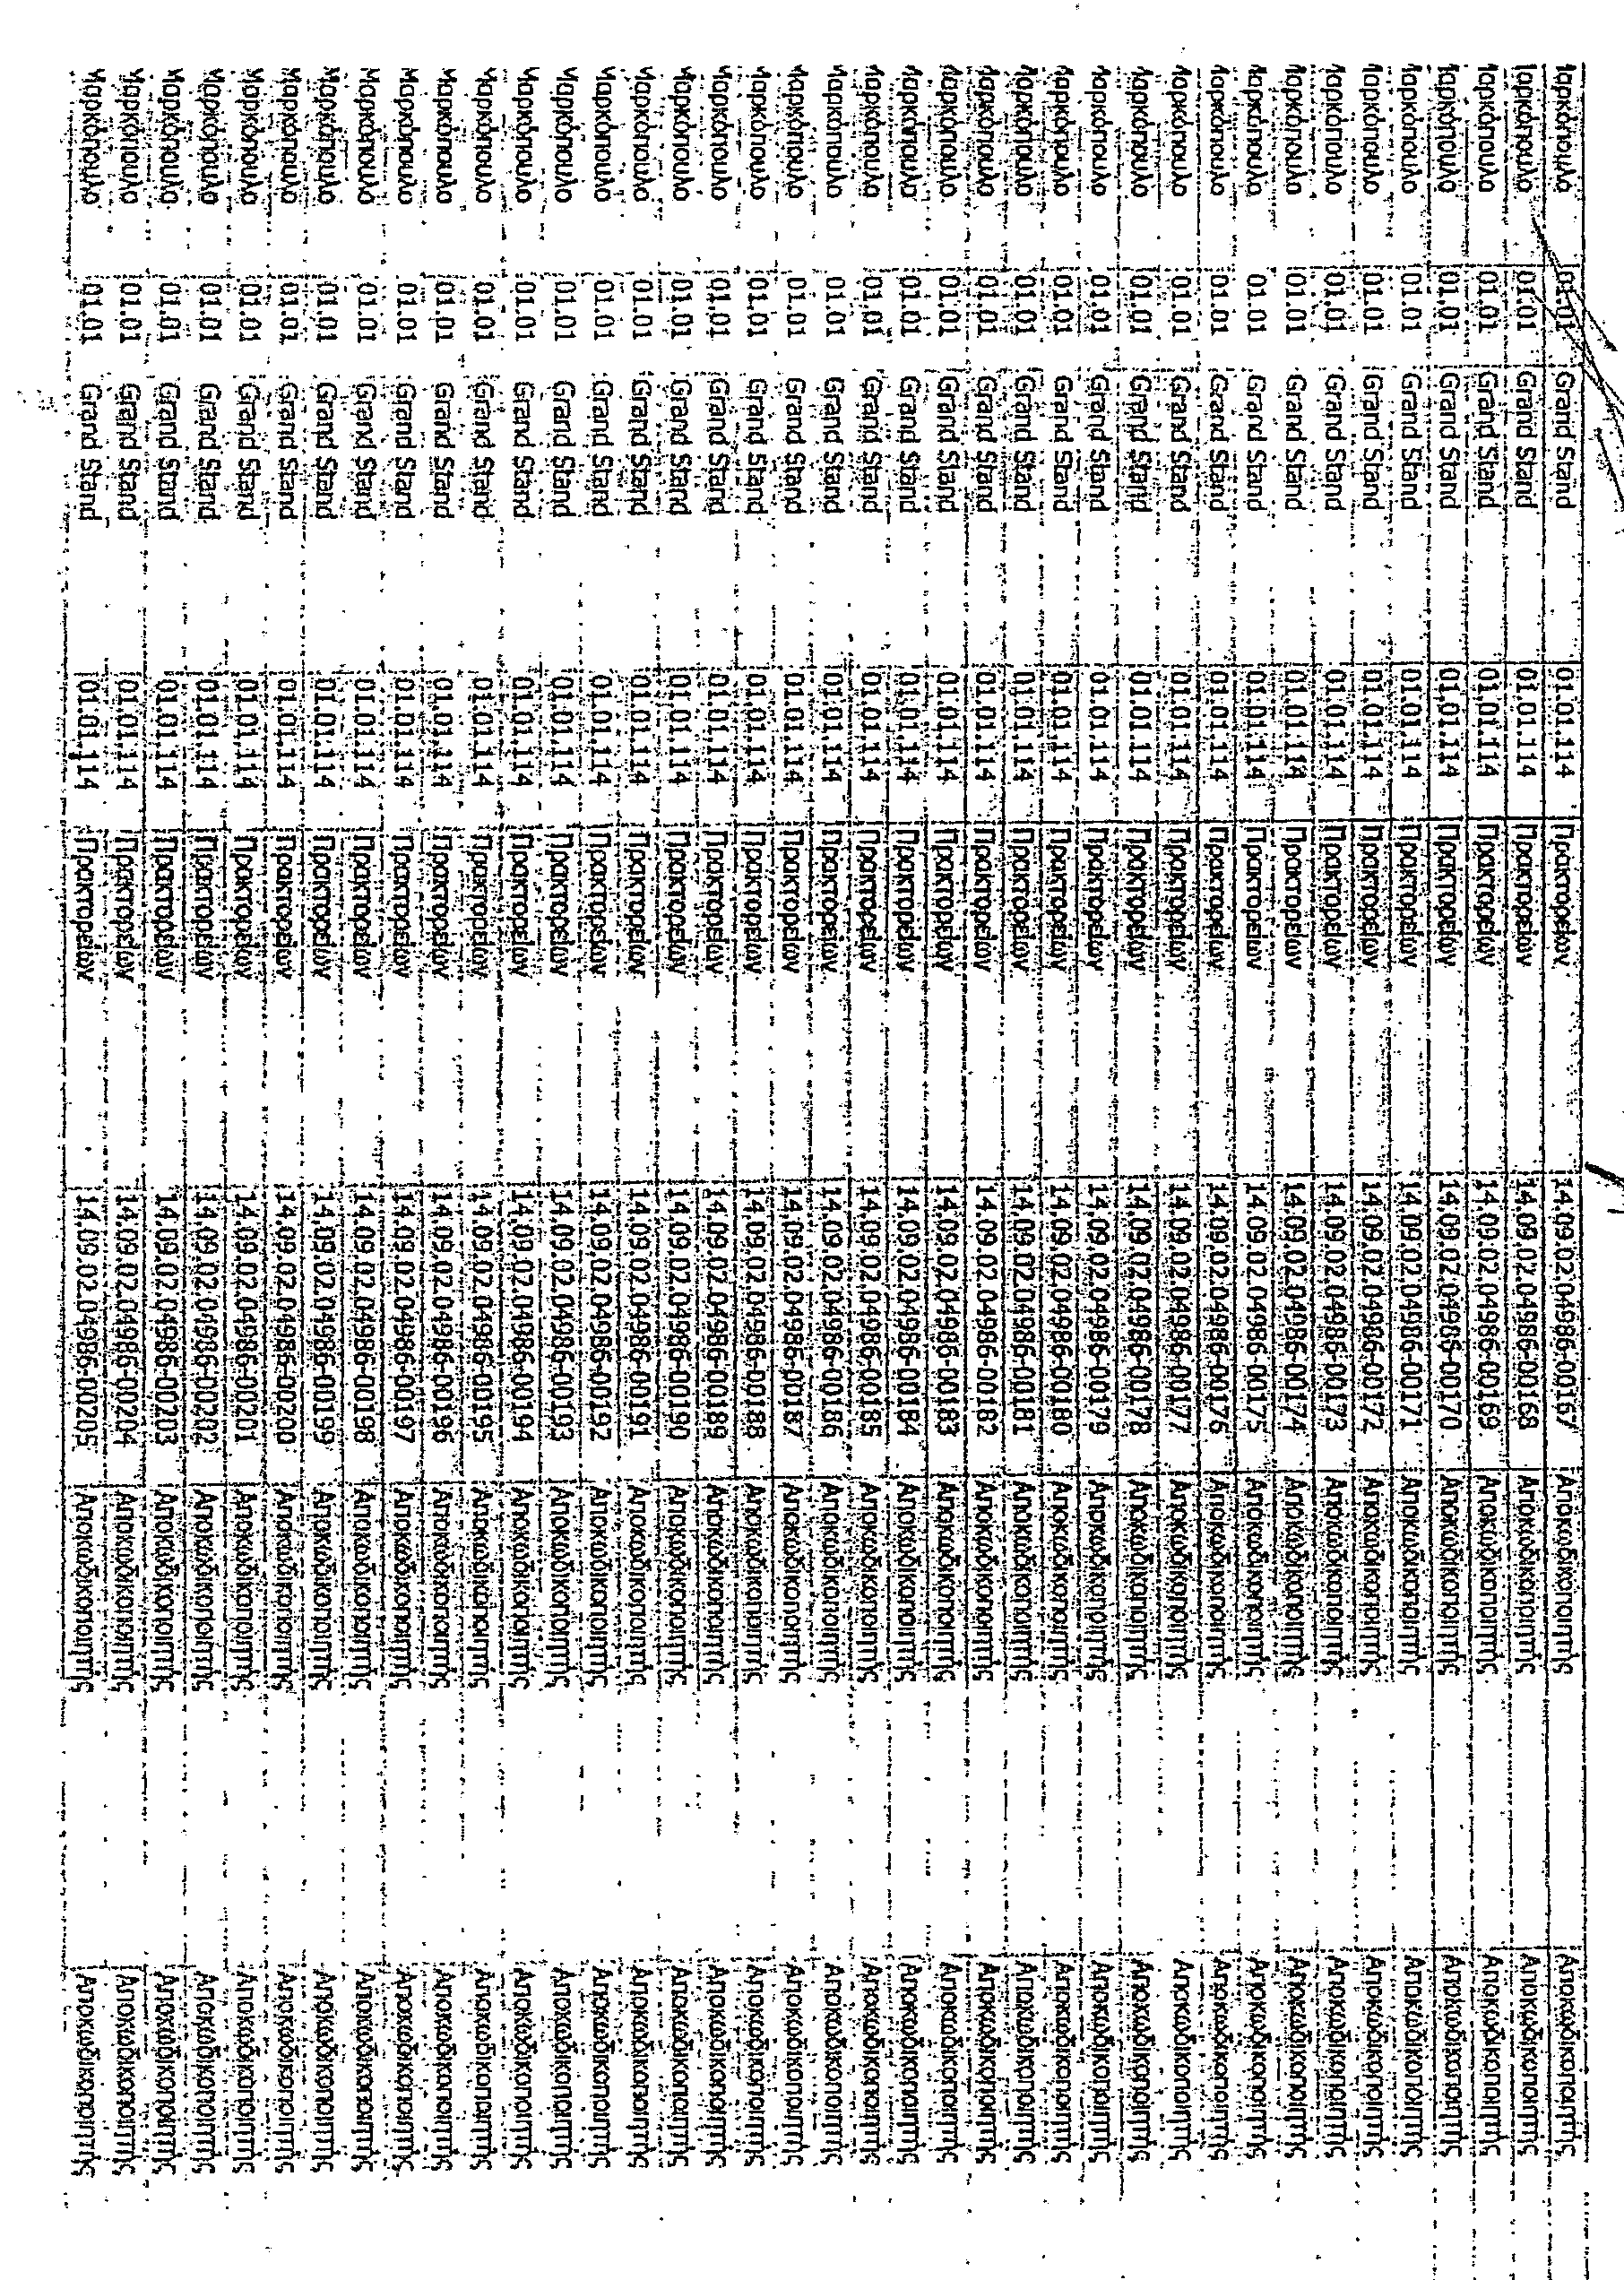 Μαρκόπουλο 01.01 Grand Stand 01.01.114 Πρακτορείων 14.09.02.04986-00167 Αποκωδικοποιητής Αποκωδικοποιητής
Μαρκόπουλο 01.01 Grand Stand 01.01.114 Πρακτορείων 14.09.02.04986-00168 Αποκωδικοποιητής Αποκωδικοποιητής
Μαρκόπουλο 01.01 Grand Stand 01.01.114 Πρακτορείων 14.09.02.04986-00169 Αποκωδικοποιητής Αποκωδικοποιητής
Μαρκόπουλο 01.01 Grand Stand 01.01.114 Πρακτορείων 14.09.02.04986-00170 Αποκωδικοποιητής Αποκωδικοποιητής
Μαρκόπουλο 01.01 Grand Stand 01.01.114 Πρακτορείων 14.09.02.04986-00171 Αποκωδικοποιητής Αποκωδικοποιητής
Μαρκόπουλο 01.01 Grand Stand 01.01.114 Πρακτορείων 14.09.02.04986-00172 Αποκωδικοποιητής Αποκωδικοποιητής
Μαρκόπουλο 01.01 Grand Stand 01.01.114 Πρακτορείων 14.09.02.04986-00173 Αποκωδικοποιητής Αποκωδικοποιητής
Μαρκόπουλο 01.01 Grand Stand 01.01.114 Πρακτορείων 14.09.02.04986-00174 Αποκωδικοποιητής Αποκωδικοποιητής
Μαρκόπουλο 01.01 Grand Stand 01.01.114 Πρακτορείων 14.09.02.04986-00175 Αποκωδικοποιητής Αποκωδικοποιητής
Μαρκόπουλο 01.01 Grand Stand 01.01.114 Πρακτορείων 14.09.02.04986-00176 Αποκωδικοποιητής Αποκωδικοποιητής
Μαρκόπουλο 01.01 Grand Stand 01.01.114 Πρακτορείων 14.09.02.04986-00177 Αποκωδικοποιητής Αποκωδικοποιητής
Μαρκόπουλο 01.01 Grand Stand 01.01.114 Πρακτορείων 14.09.02.04986-00178 Αποκωδικοποιητής Αποκωδικοποιητής
Μαρκόπουλο 01.01 Grand Stand 01.01.114 Πρακτορείων 14.09.02.04986-00179 Αποκωδικοποιητής Αποκωδικοποιητής
Μαρκόπουλο 01.01 Grand Stand 01.01.114 Πρακτορείων 14.09.02.04986-00180 Αποκωδικοποιητής Αποκωδικοποιητής
Μαρκόπουλο 01.01 Grand Stand 01.01.114 Πρακτορείων 14.09.02.04986-00181 Αποκωδικοποιητής Αποκωδικοποιητής
Μαρκόπουλο 01.01 Grand Stand 01.01.114 Πρακτορείων 14.09.02.04986-00182 Αποκωδικοποιητής Αποκωδικοποιητής
Μαρκόπουλο 01.01 Grand Stand 01.01.114 Πρακτορείων 14.09.02.04986-00183 Αποκωδικοποιητής Αποκωδικοποιητής
Μαρκόπουλο 01.01 Grand Stand 01.01.114 Πρακτορείων 14.09.02.04986-00184 Αποκωδικοποιητής Αποκωδικοποιητής
Μαρκόπουλο 01.01 Grand Stand 01.01.114 Πρακτορείων 14.09.02.04986-00185 Αποκωδικοποιητής Αποκωδικοποιητής
Μαρκόπουλο 01.01 Grand Stand 01.01.114 Πρακτορείων 14.09.02.04986-00186 Αποκωδικοποιητής Αποκωδικοποιητής
Μαρκόπουλο 01.01 Grand Stand 01.01.114 Πρακτορείων 14.09.02.04986-00187 Αποκωδικοποιητής Αποκωδικοποιητής
Μαρκόπουλο 01.01 Grand Stand 01.01.114 Πρακτορείων 14.09.02.04986-00188 Αποκωδικοποιητής Αποκωδικοποιητής
Μαρκόπουλο 01.01 Grand Stand 01.01.114 Πρακτορείων 14.09.02.04986-00189 Αποκωδικοποιητής Αποκωδικοποιητής
Μαρκόπουλο 01.01 Grand Stand 01.01.114 Πρακτορείων 14.09.02.04986-00190 Αποκωδικοποιητής Αποκωδικοποιητής
Μαρκόπουλο 01.01 Grand Stand 01.01.114 Πρακτορείων 14.09.02.04986-00191 Αποκωδικοποιητής Αποκωδικοποιητής
Μαρκόπουλο 01.01 Grand Stand 01.01.114 Πρακτορείων 14.09.02.04986-00192 Αποκωδικοποιητής Αποκωδικοποιητής
Μαρκόπουλο 01.01 Grand Stand 01.01.114 Πρακτορείων 14.09.02.04986-00193 Αποκωδικοποιητής Αποκωδικοποιητής
Μαρκόπουλο 01.01 Grand Stand 01.01.114 Πρακτορείων 14.09.02.04986-00194 Αποκωδικοποιητής Αποκωδικοποιητής
Μαρκόπουλο 01.01 Grand Stand 01.01.114 Πρακτορείων 14.09.02.04986-00195 Αποκωδικοποιητής Αποκωδικοποιητής
Μαρκόπουλο 01.01 Grand Stand 01.01.114 Πρακτορείων 14.09.02.04986-00196 Αποκωδικοποιητής Αποκωδικοποιητής
Μαρκόπουλο 01.01 Grand Stand 01.01.114 Πρακτορείων 14.09.02.04986-00197 Αποκωδικοποιητής Αποκωδικοποιητής
Μαρκόπουλο 01.01 Grand Stand 01.01.114 Πρακτορείων 14.09.02.04986-00198 Αποκωδικοποιητής Αποκωδικοποιητής
Μαρκόπουλο 01.01 Grand Stand 01.01.114 Πρακτορείων 14.09.02.04986-00199 Αποκωδικοποιητής Αποκωδικοποιητής
Μαρκόπουλο 01.01 Grand Stand 01.01.114 Πρακτορείων 14.09.02.04986-00200 Αποκωδικοποιητής Αποκωδικοποιητής
Μαρκόπουλο 01.01 Grand Stand 01.01.114 Πρακτορείων 14.09.02.04986-00201 Αποκωδικοποιητής Αποκωδικοποιητής
Μαρκόπουλο 01.01 Grand Stand 01.01.114 Πρακτορείων 14.09.02.04986-00202 Αποκωδικοποιητής Αποκωδικοποιητής
Μαρκόπουλο 01.01 Grand Stand 01.01.114 Πρακτορείων 14.09.02.04986-00203 Αποκωδικοποιητής Αποκωδικοποιητής
Μαρκόπουλο 01.01 Grand Stand 01.01.114 Πρακτορείων 14.09.02.04986-00204 Αποκωδικοποιητής Αποκωδικοποιητής
Μαρκόπουλο 01.01 Grand Stand 01.01.114 Πρακτορείων 14.09.02.04986-00205 Αποκωδικοποιητής Αποκωδικοποιητής